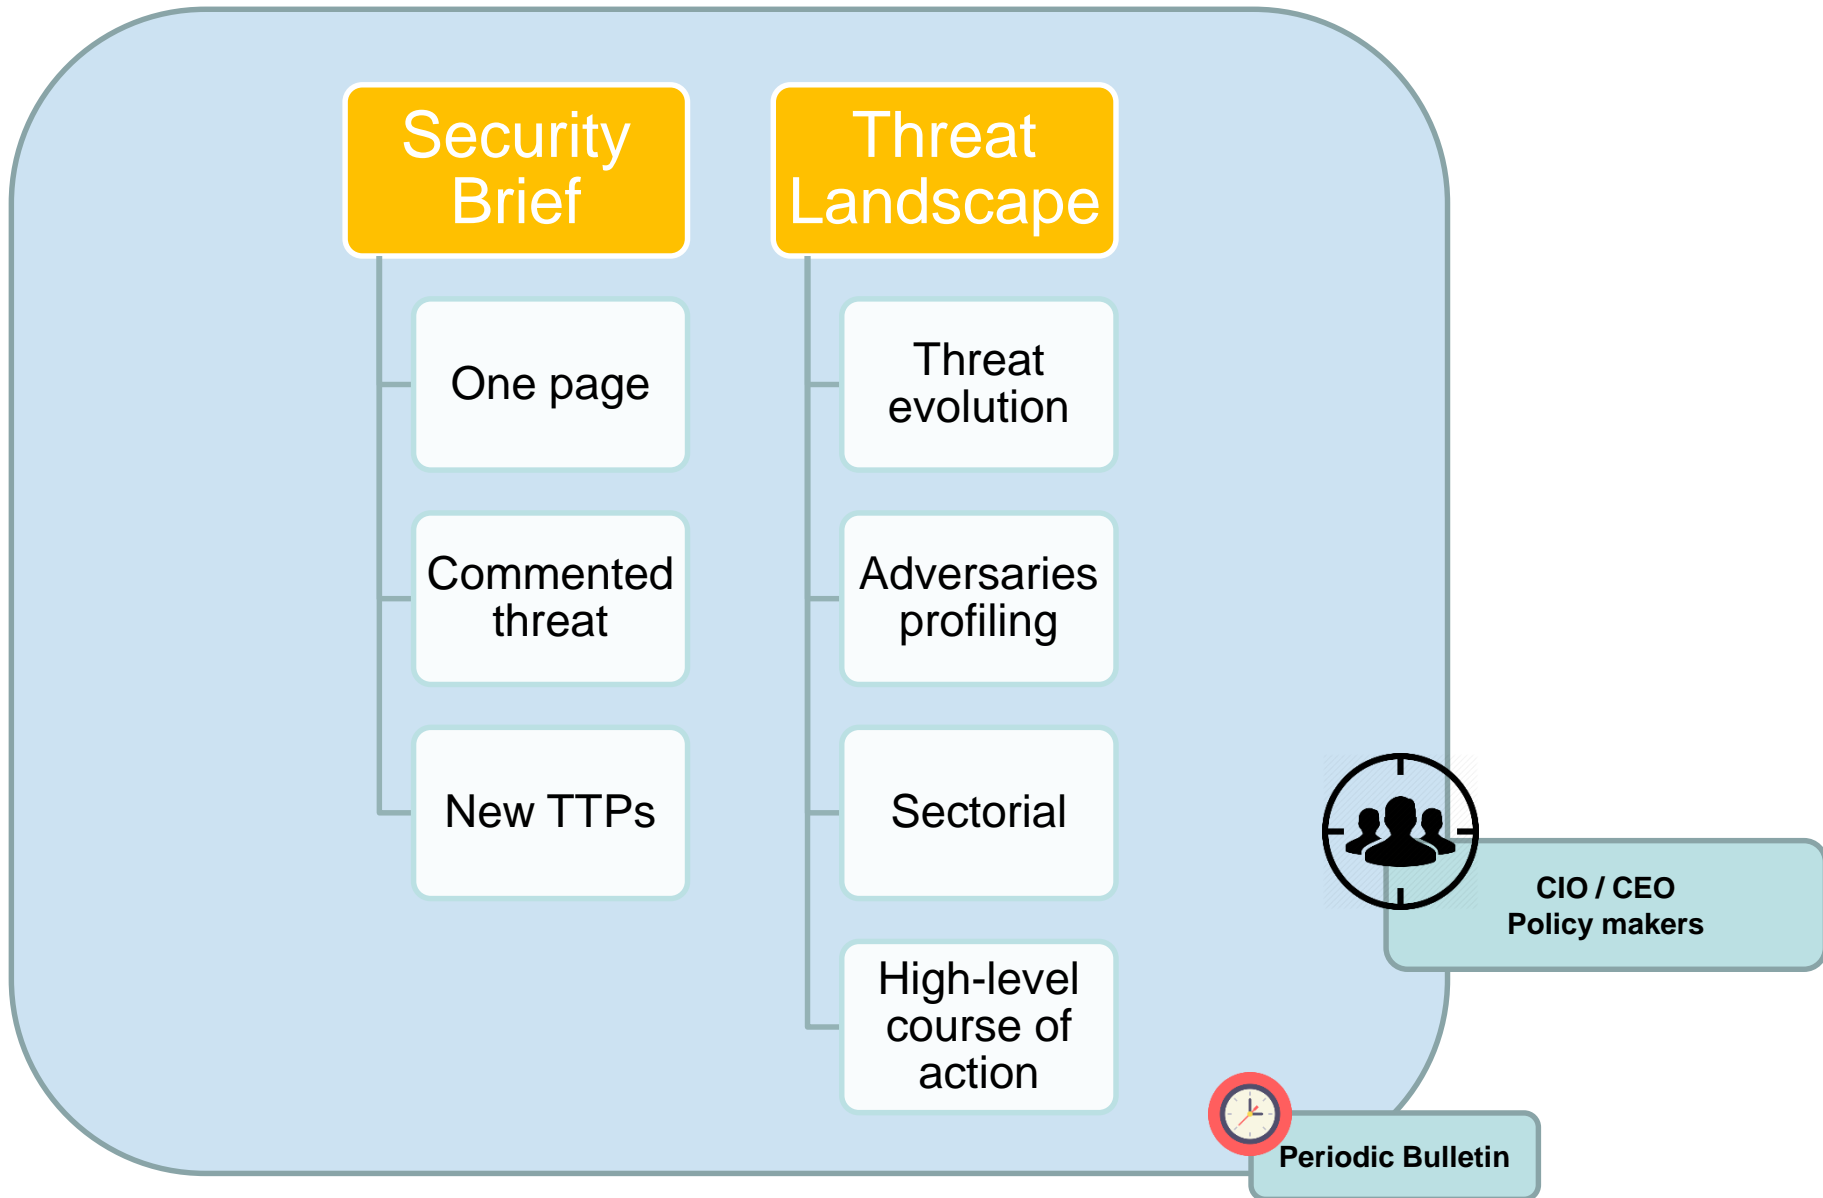 Security
Brief
One page
Commented
threat
New TTPs
Threat
Landscape
Threat
evolution
Adversaries
profiling
Sectorial
High-level
course of
action
CIO / CEO
Policy makers
Periodic Bulletin